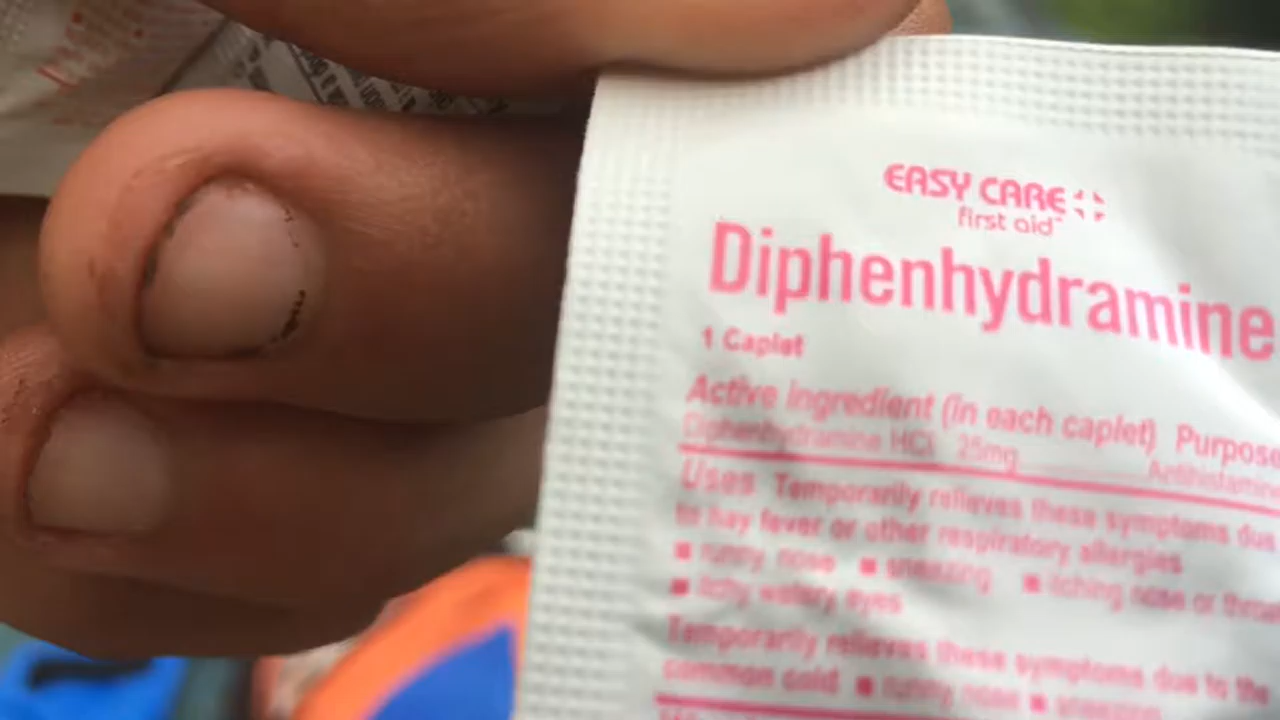 EASY CARE
first aid™
Diphenhydramine
1 Caplet
Active ingredient (in each caplet) Purpose
Diphenhydramine HCl 25mg Antihistamine
Uses Temporarily relieves these symptoms due
to hay fever or other respiratory allergies
■ runny nose ■ sneezing ■ itching nose or throat
■ itchy watery eyes
Temporarily relieves these symptoms due to the
common cold ■ runny nose ■ sneezing